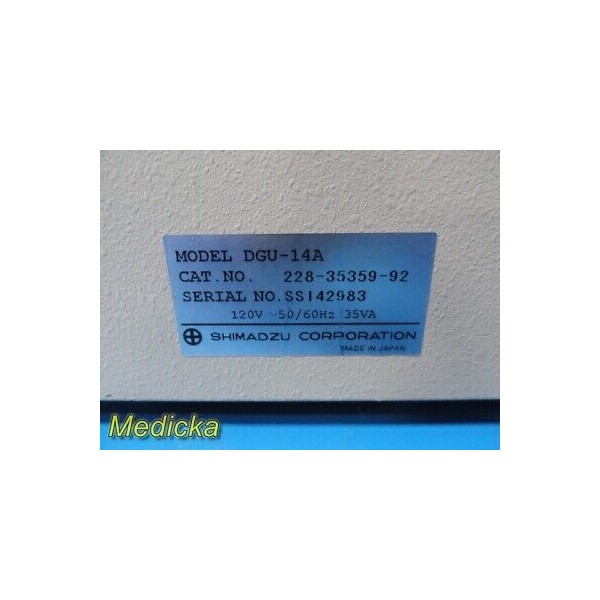 MODEL DGU-14A
CAT.NO. 228-35359-92
SERIAL NO.SS142983
120V ~50/60Hz 35VA
SHIMADZU CORPORATION
MADE IN JAPAN
Medicka